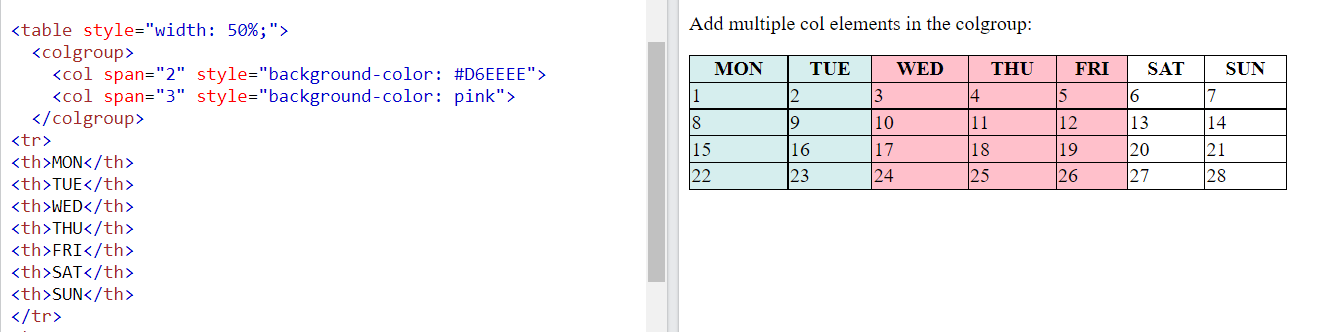 <table style="width: 50%;">
<colgroup>
<col span="2" style="background-color: #D6EEEE">
<col span="3" style="background-color: pink">
</colgroup>
<tr>
<th>MON</th>
<th>TUE</th>
<th>WED</th>
<th>THU</th>
<th>FRI</th>
<th>SAT</th>
<th>SUN</th>
</tr>
Add multiple col elements in the colgroup:
MON TUE WED THU FRI SAT SUN
1 2 3 4 5 6 7
8 9 10 11 12 13 14
15 16 17 18 19 20 21
22 23 24 25 26 27 28